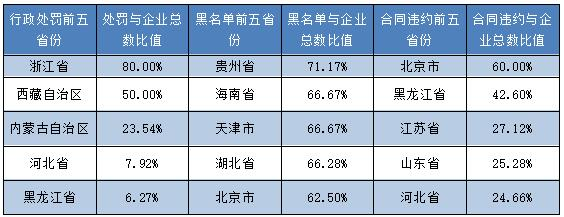 行政处罚前五省份 处罚与企业总数比值 黑名单前五省份 黑名单与企业总数比值 合同违约前五省份 合同违约与企业总数比值
浙江省 80.00% 贵州省 71.17% 北京市 60.00%
西藏自治区 50.00% 海南省 66.67% 黑龙江省 42.60%
内蒙古自治区 23.54% 天津市 66.67% 江苏省 27.12%
河北省 7.92% 湖北省 66.28% 山东省 25.28%
黑龙江省 6.27% 北京市 62.50% 河北省 24.66%